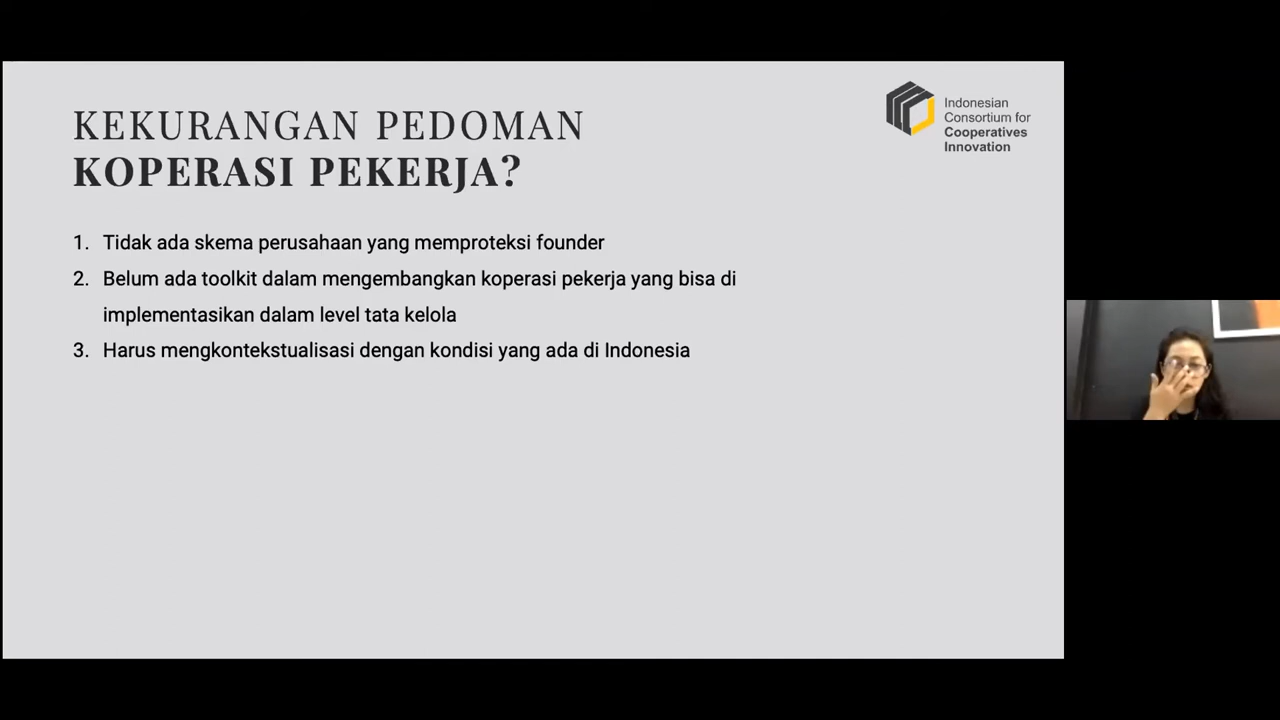 KEKURANGAN PEDOMAN
KOPERASI PEKERJA?
Indonesian
Consortium for
Cooperatives
Innovation
1. Tidak ada skema perusahaan yang memproteksi founder
2. Belum ada toolkit dalam mengembangkan koperasi pekerja yang bisa di
implementasikan dalam level tata kelola
3. Harus mengkontekstualisasi dengan kondisi yang ada di Indonesia